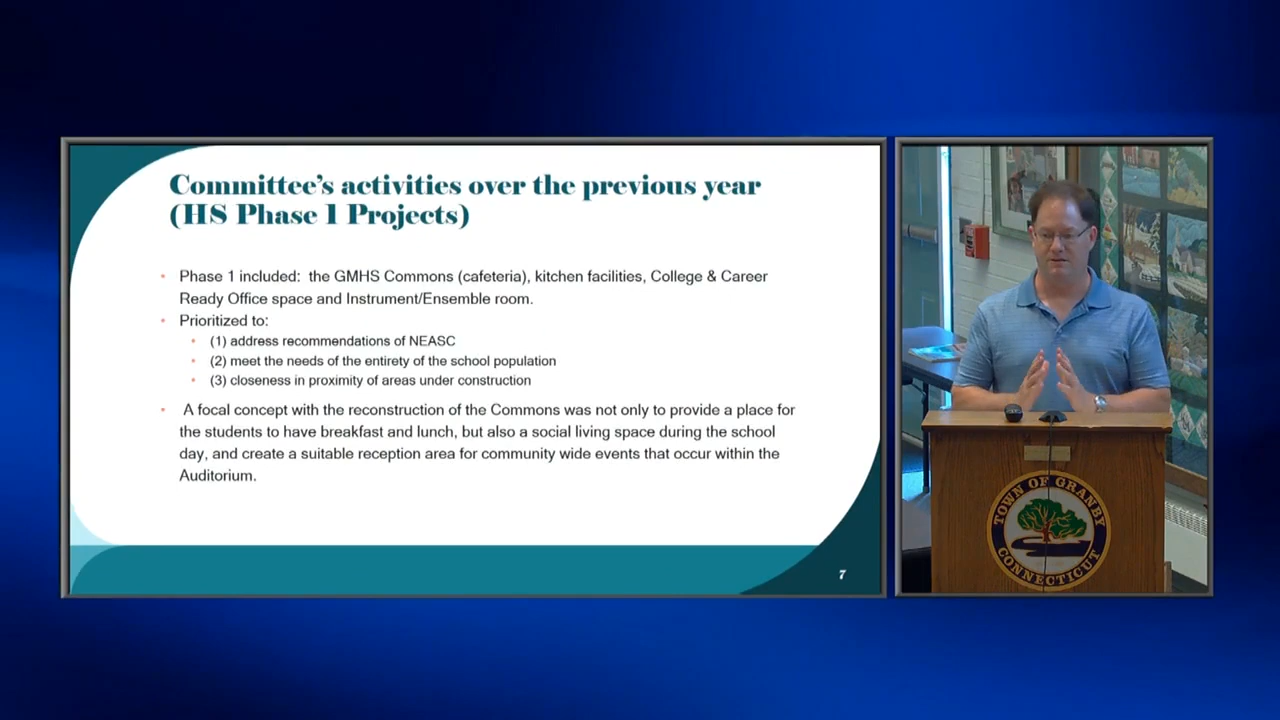 Committee's activities over the previous year
(HS Phase 1 Projects)
• Phase 1 included:  the GMHS Commons (cafeteria), kitchen facilities, College & Career
Ready Office space and Instrument/Ensemble room.
• Prioritized to:
• (1) address recommendations of NEASC
• (2) meet the needs of the entirety of the school population
• (3) closeness in proximity of areas under construction
• A focal concept with the reconstruction of the Commons was not only to provide a place for
the students to have breakfast and lunch, but also a social living space during the school
day, and create a suitable reception area for community wide events that occur within the
Auditorium.
7
TOWN OF GRANBY
CONNECTICUT